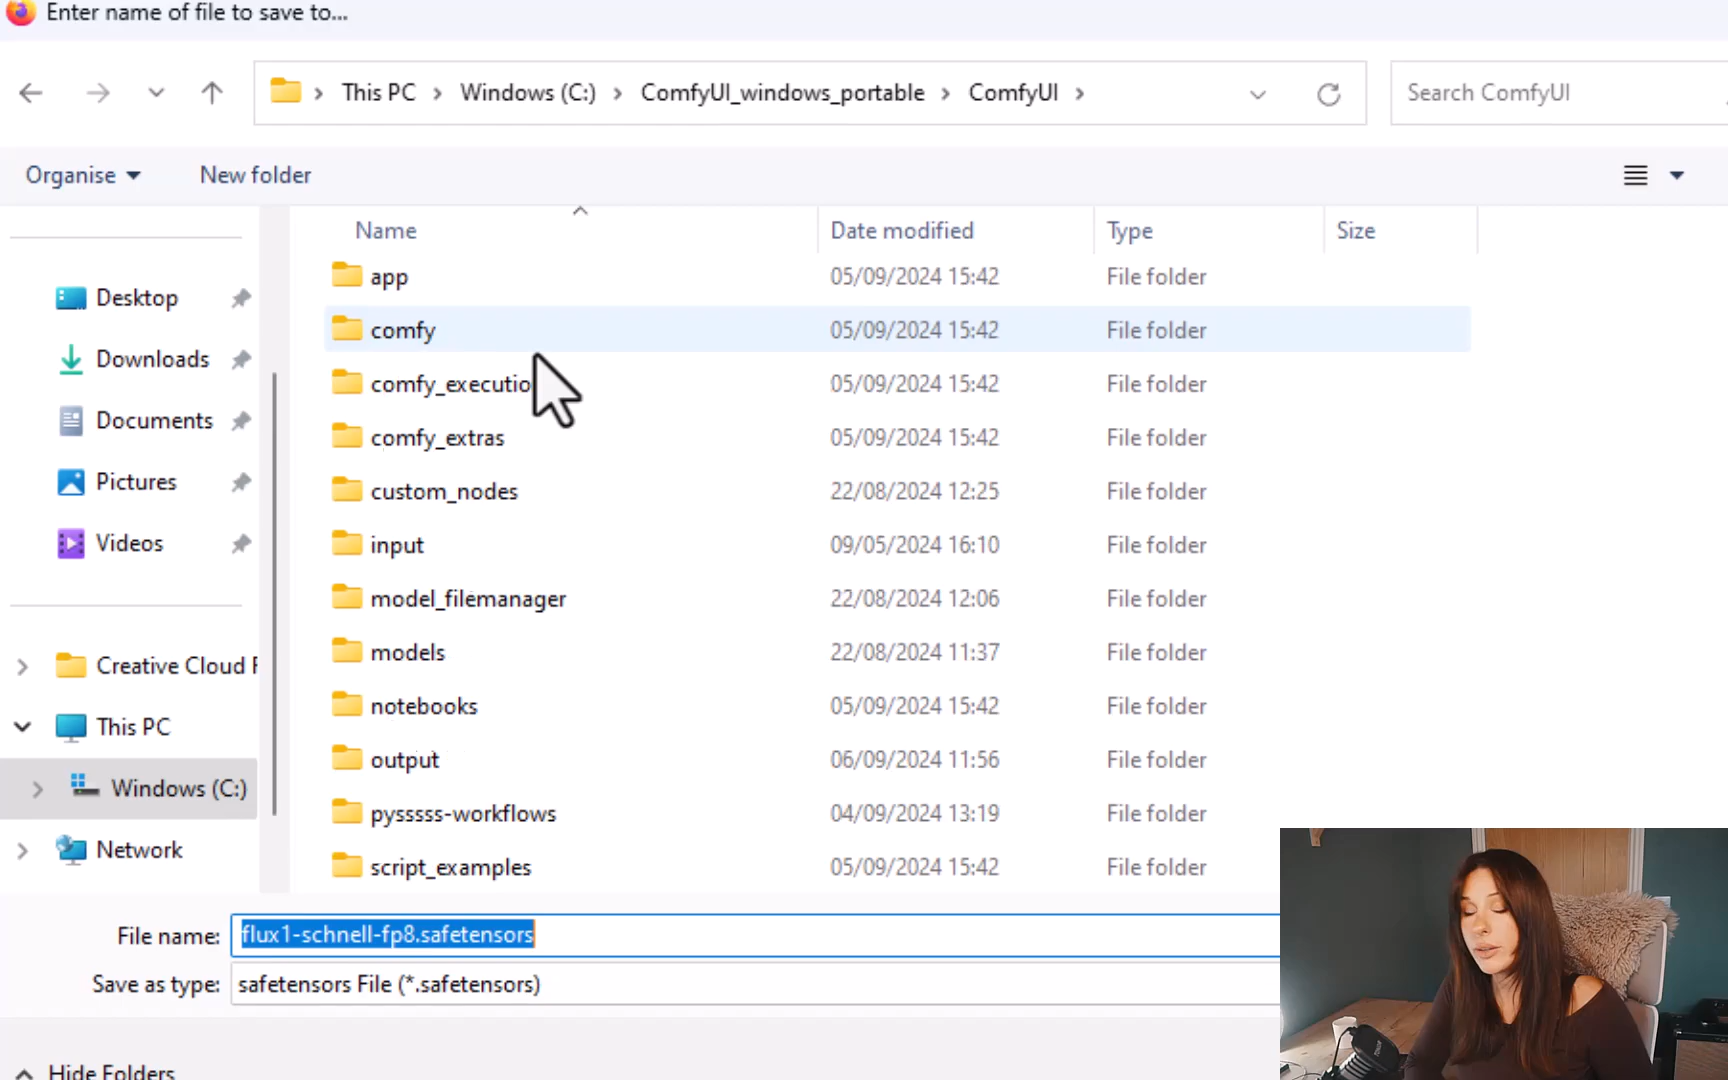 Enter name of file to save to...
This PC > Windows (C:) > ComfyUI_windows_portable > ComfyUI >
Search ComfyUI
Organise
New folder
Name Date modified Type Size
app 05/09/2024 15:42 File folder
comfy 05/09/2024 15:42 File folder
comfy_executio 05/09/2024 15:42 File folder
comfy_extras 05/09/2024 15:42 File folder
custom_nodes 22/08/2024 12:25 File folder
input 09/05/2024 16:10 File folder
model_filemanager 22/08/2024 12:06 File folder
models 22/08/2024 11:37 File folder
notebooks 05/09/2024 15:42 File folder
output 06/09/2024 11:56 File folder
pysssss-workflows 04/09/2024 13:19 File folder
script_examples 05/09/2024 15:42 File folder
Desktop
Downloads
Documents
Pictures
Videos
Creative Cloud F
This PC
Windows (C:)
Network
File name: flux1-schnell-fp8.safetensors
Save as type: safetensors File (*.safetensors)
Hide Folders